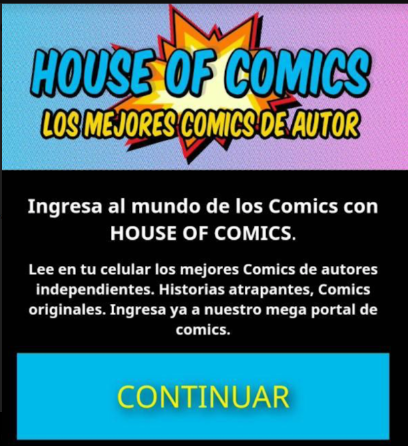 HOUSE OF COMICS
LOS MEJORES COMICS DE AUTOR
Ingresa al mundo de los Comics con
HOUSE OF COMICS.
Lee en tu celular los mejores Comics de autores
independientes. Historias atrapantes, Comics
originales. Ingresa ya a nuestro mega portal de
comics.
CONTINUAR